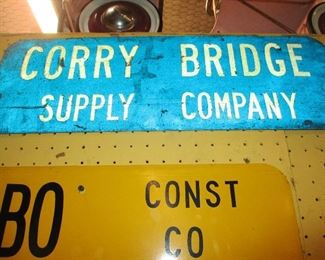 CORRY BRIDGE
SUPPLY COMPANY
BO CONST
CO